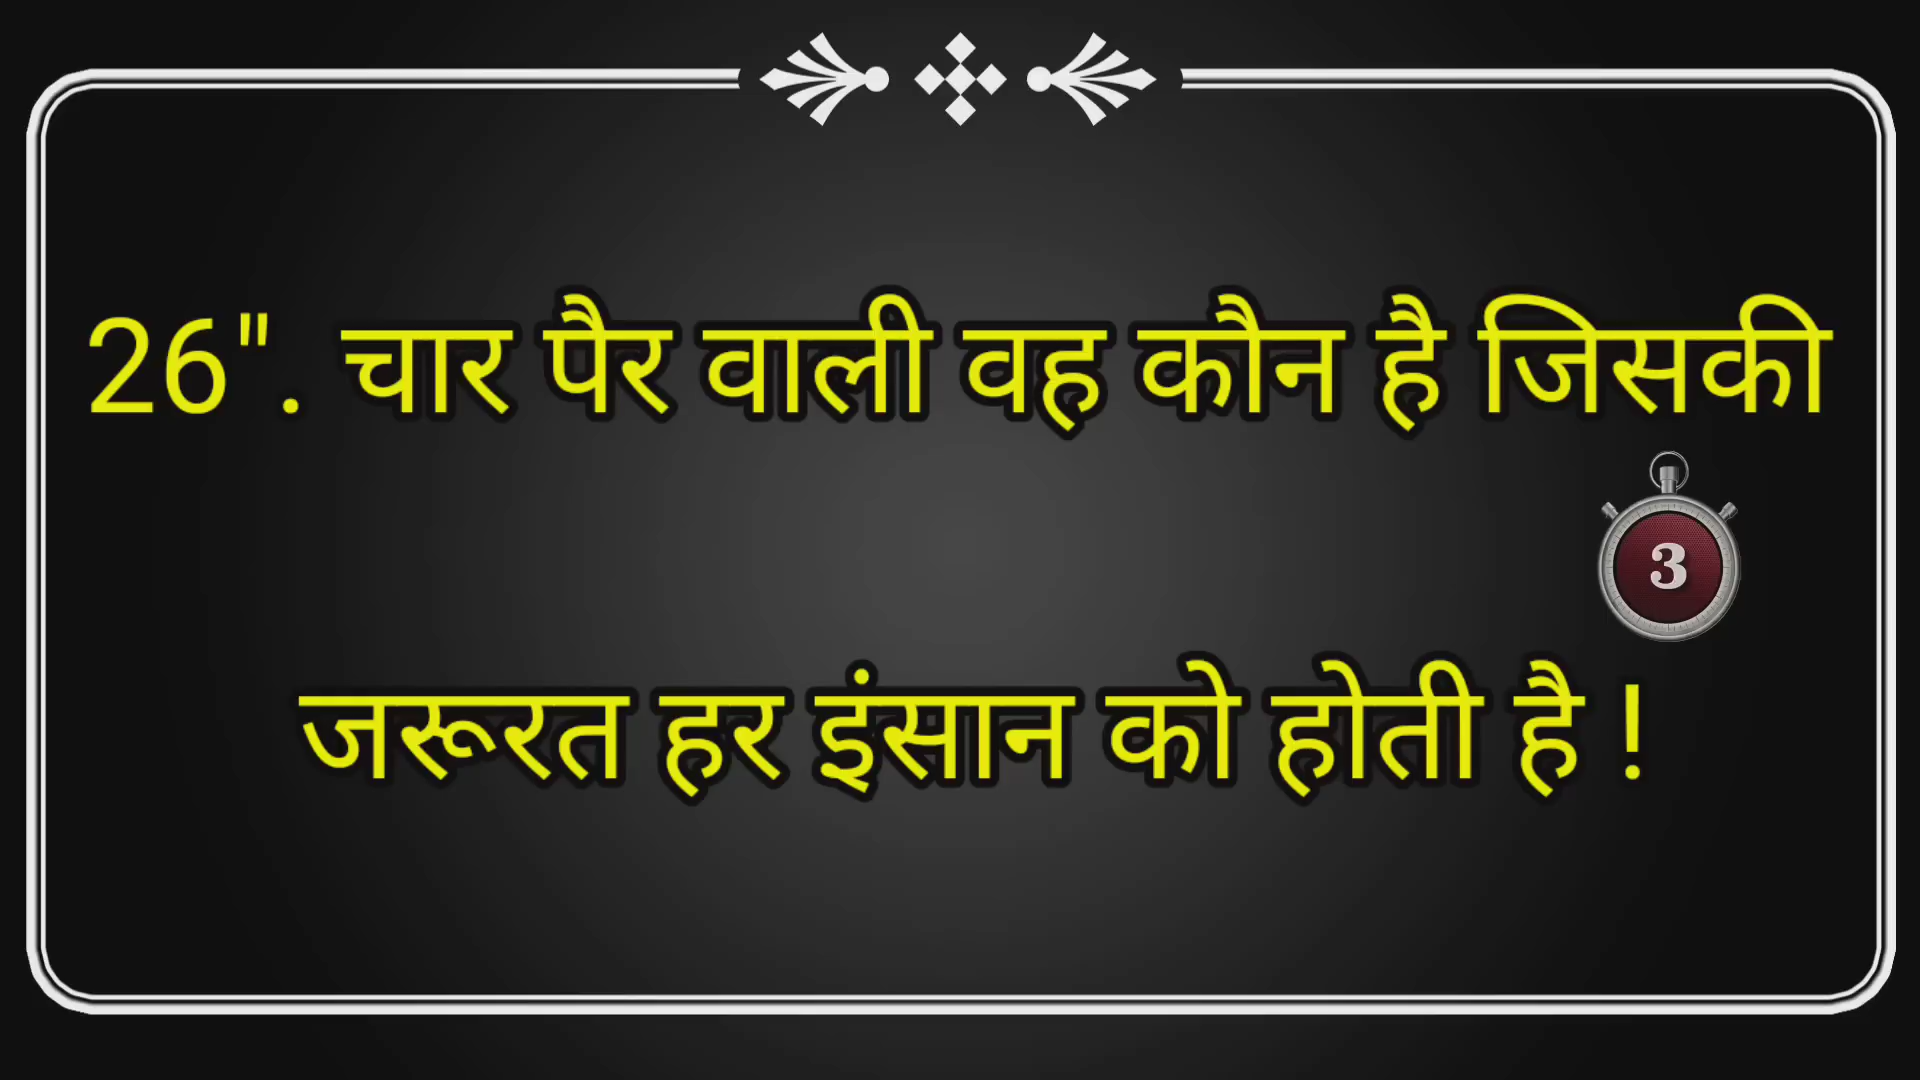 26". चार पैर वाली वह कौन है जिसकी
3
जरूरत हर इंसान को होती है !